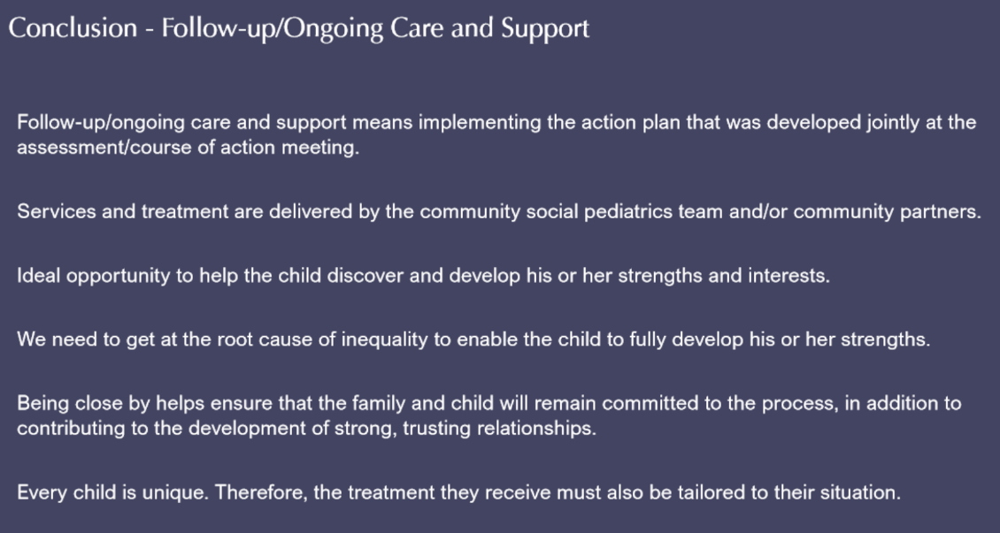 Conclusion - Follow-up/Ongoing Care and Support
Follow-up/ongoing care and support means implementing the action plan that was developed jointly at the
assessment/course of action meeting.
Services and treatment are delivered by the community social pediatrics team and/or community partners.
Ideal opportunity to help the child discover and develop his or her strengths and interests.
We need to get at the root cause of inequality to enable the child to fully develop his or her strengths.
Being close by helps ensure that the family and child will remain committed to the process, in addition to
contributing to the development of strong, trusting relationships.
Every child is unique. Therefore, the treatment they receive must also be tailored to their situation.